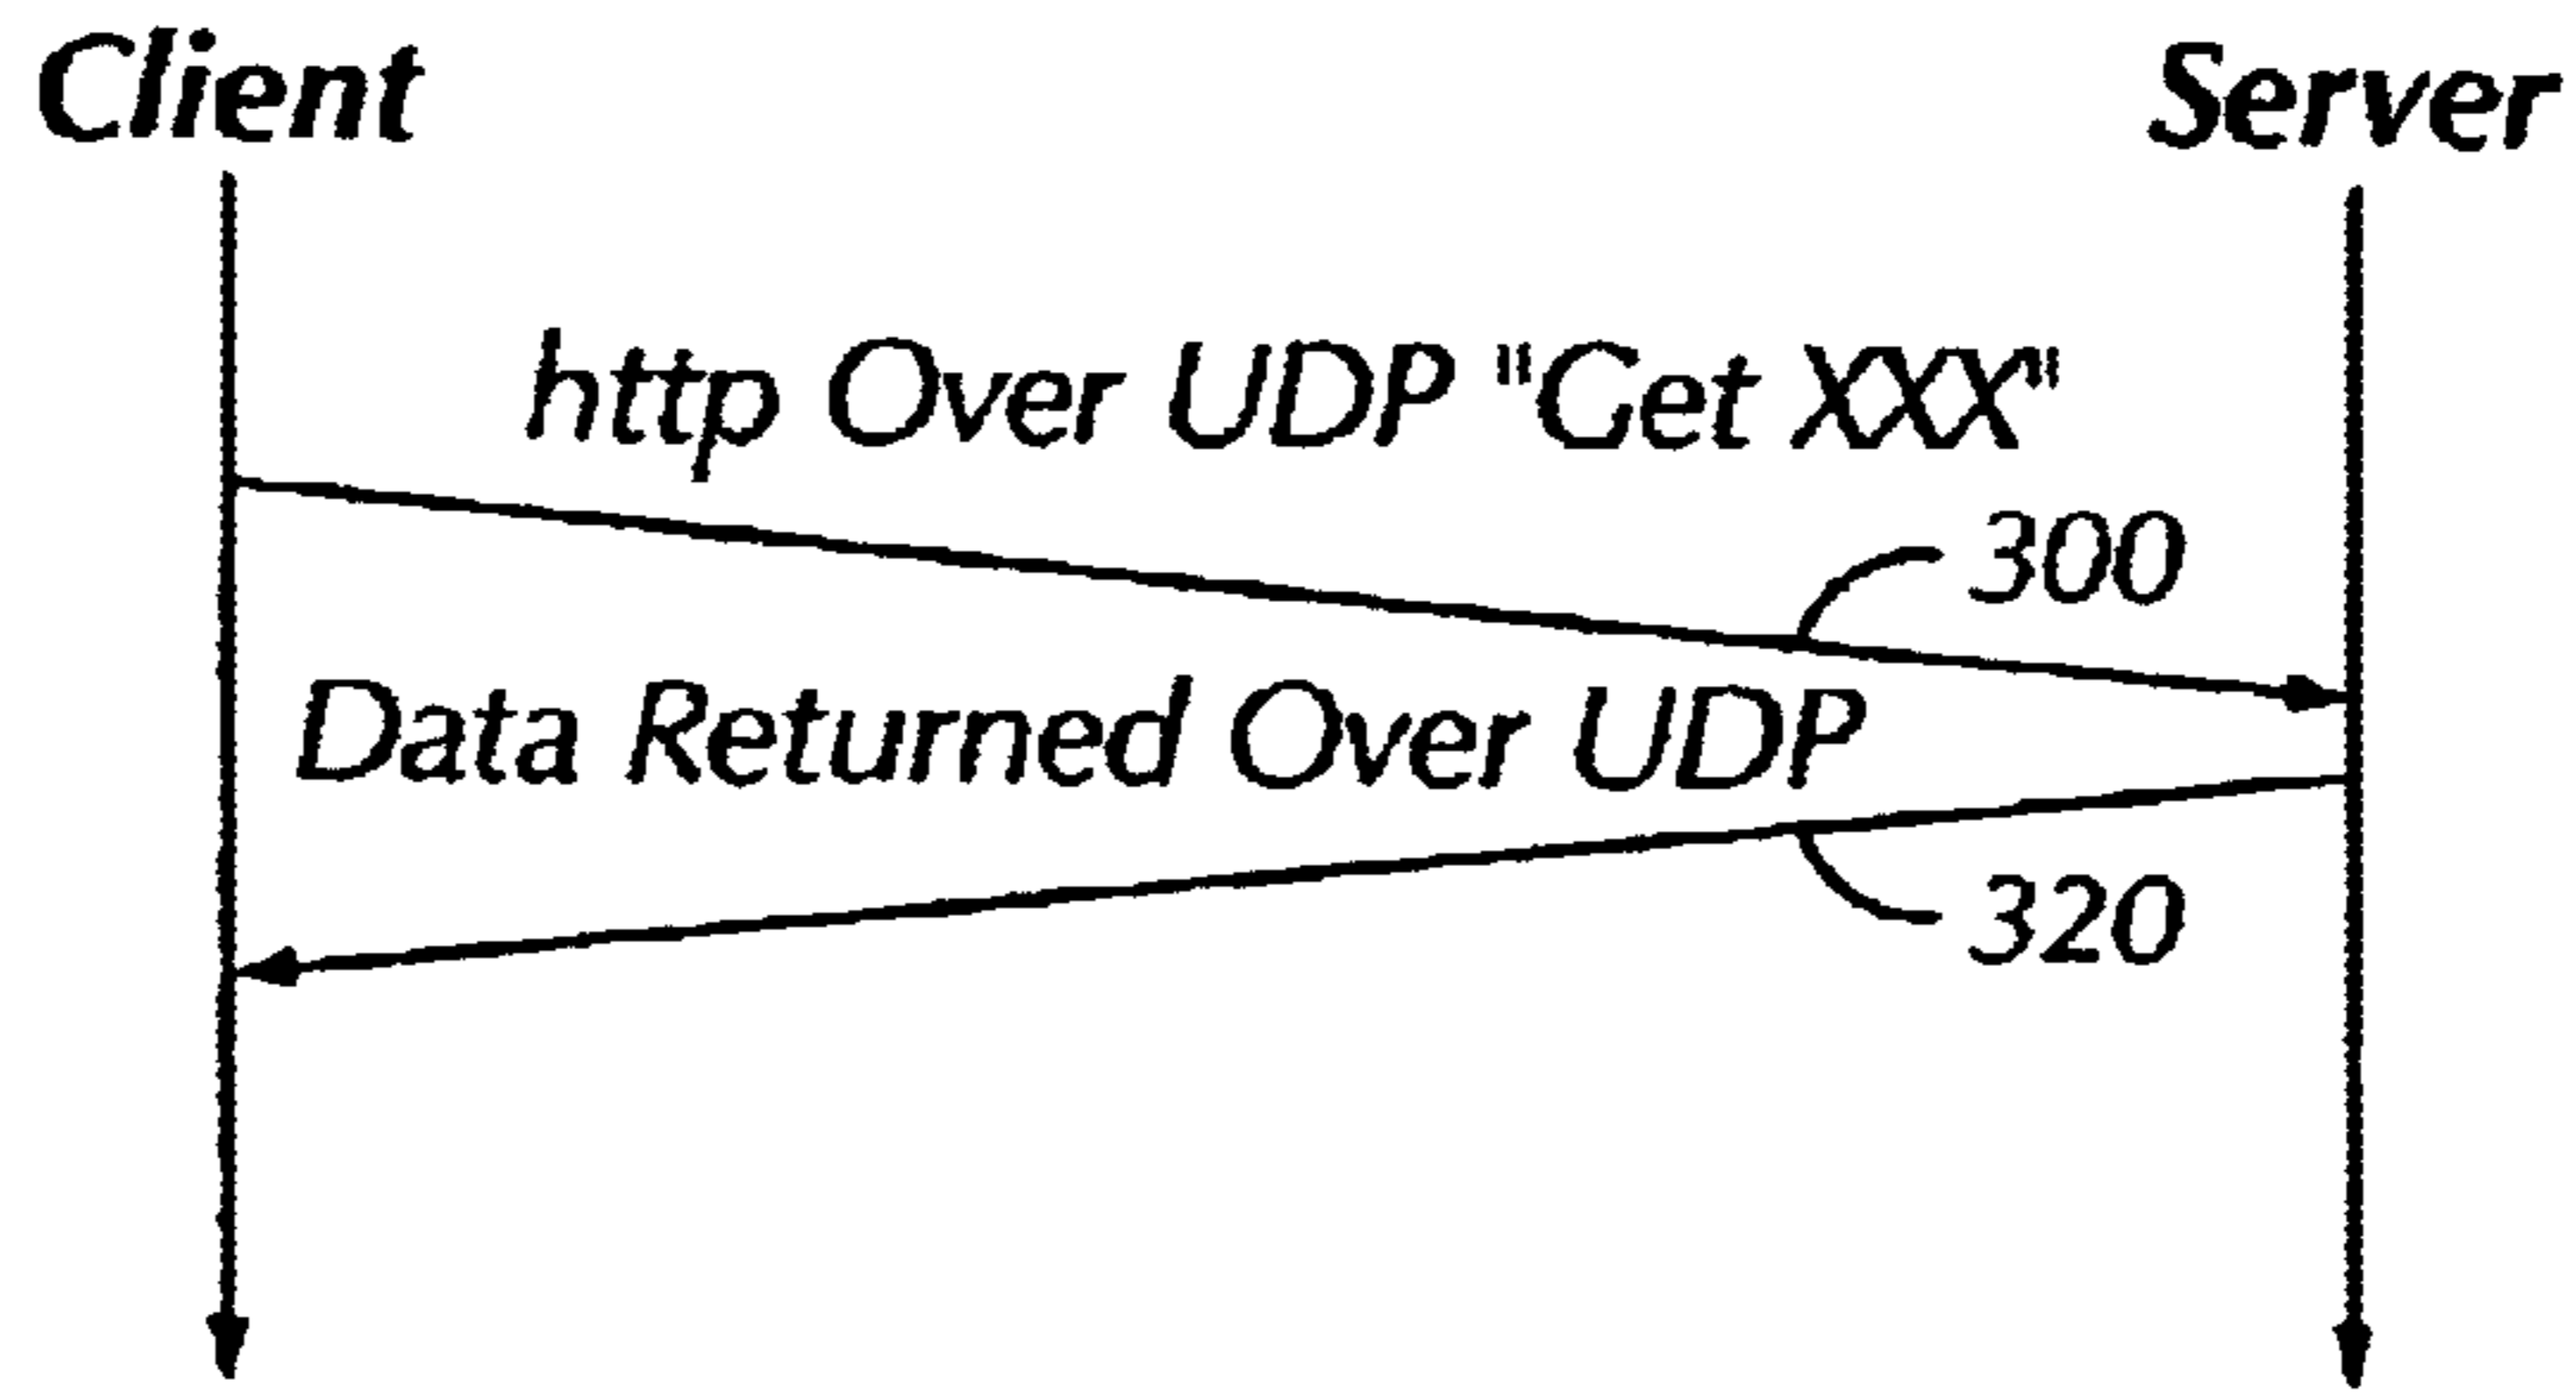 Client
Server
http Over UDP "Get XXX"
300
Data Returned Over UDP
320